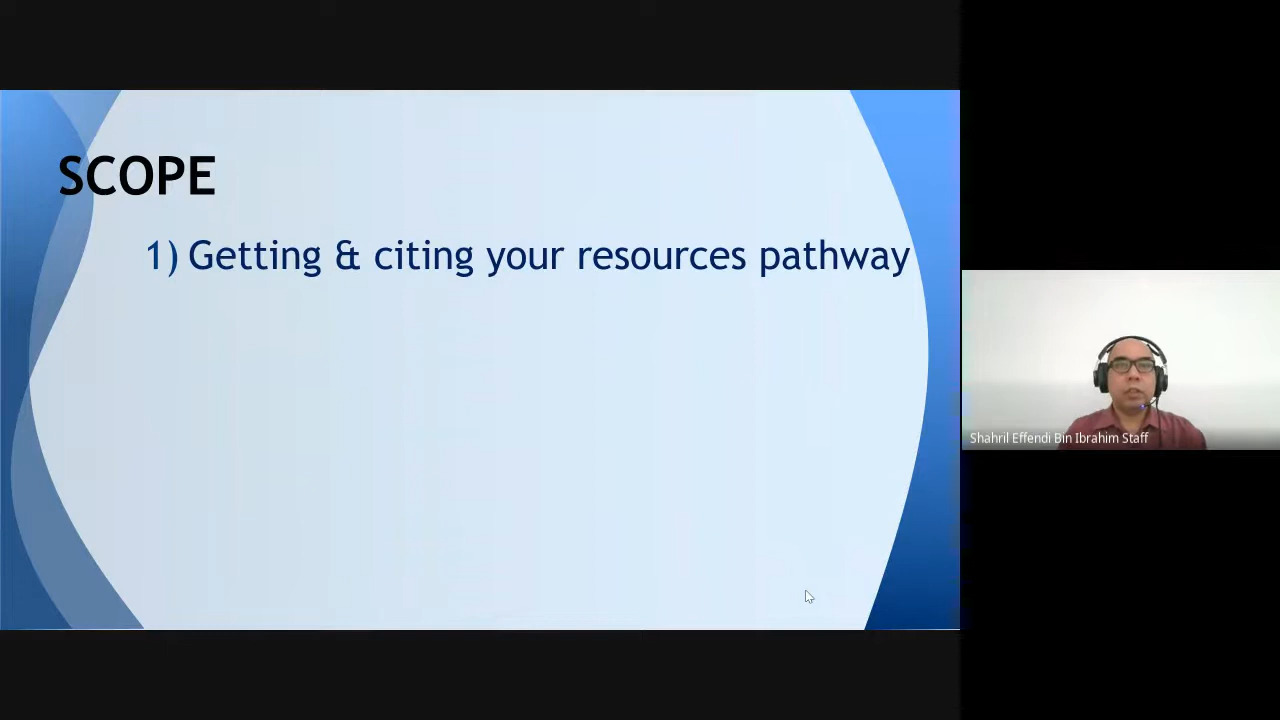 SCOPE
1) Getting & citing your resources pathway
Shahril Effendi Bin Ibrahim Staff